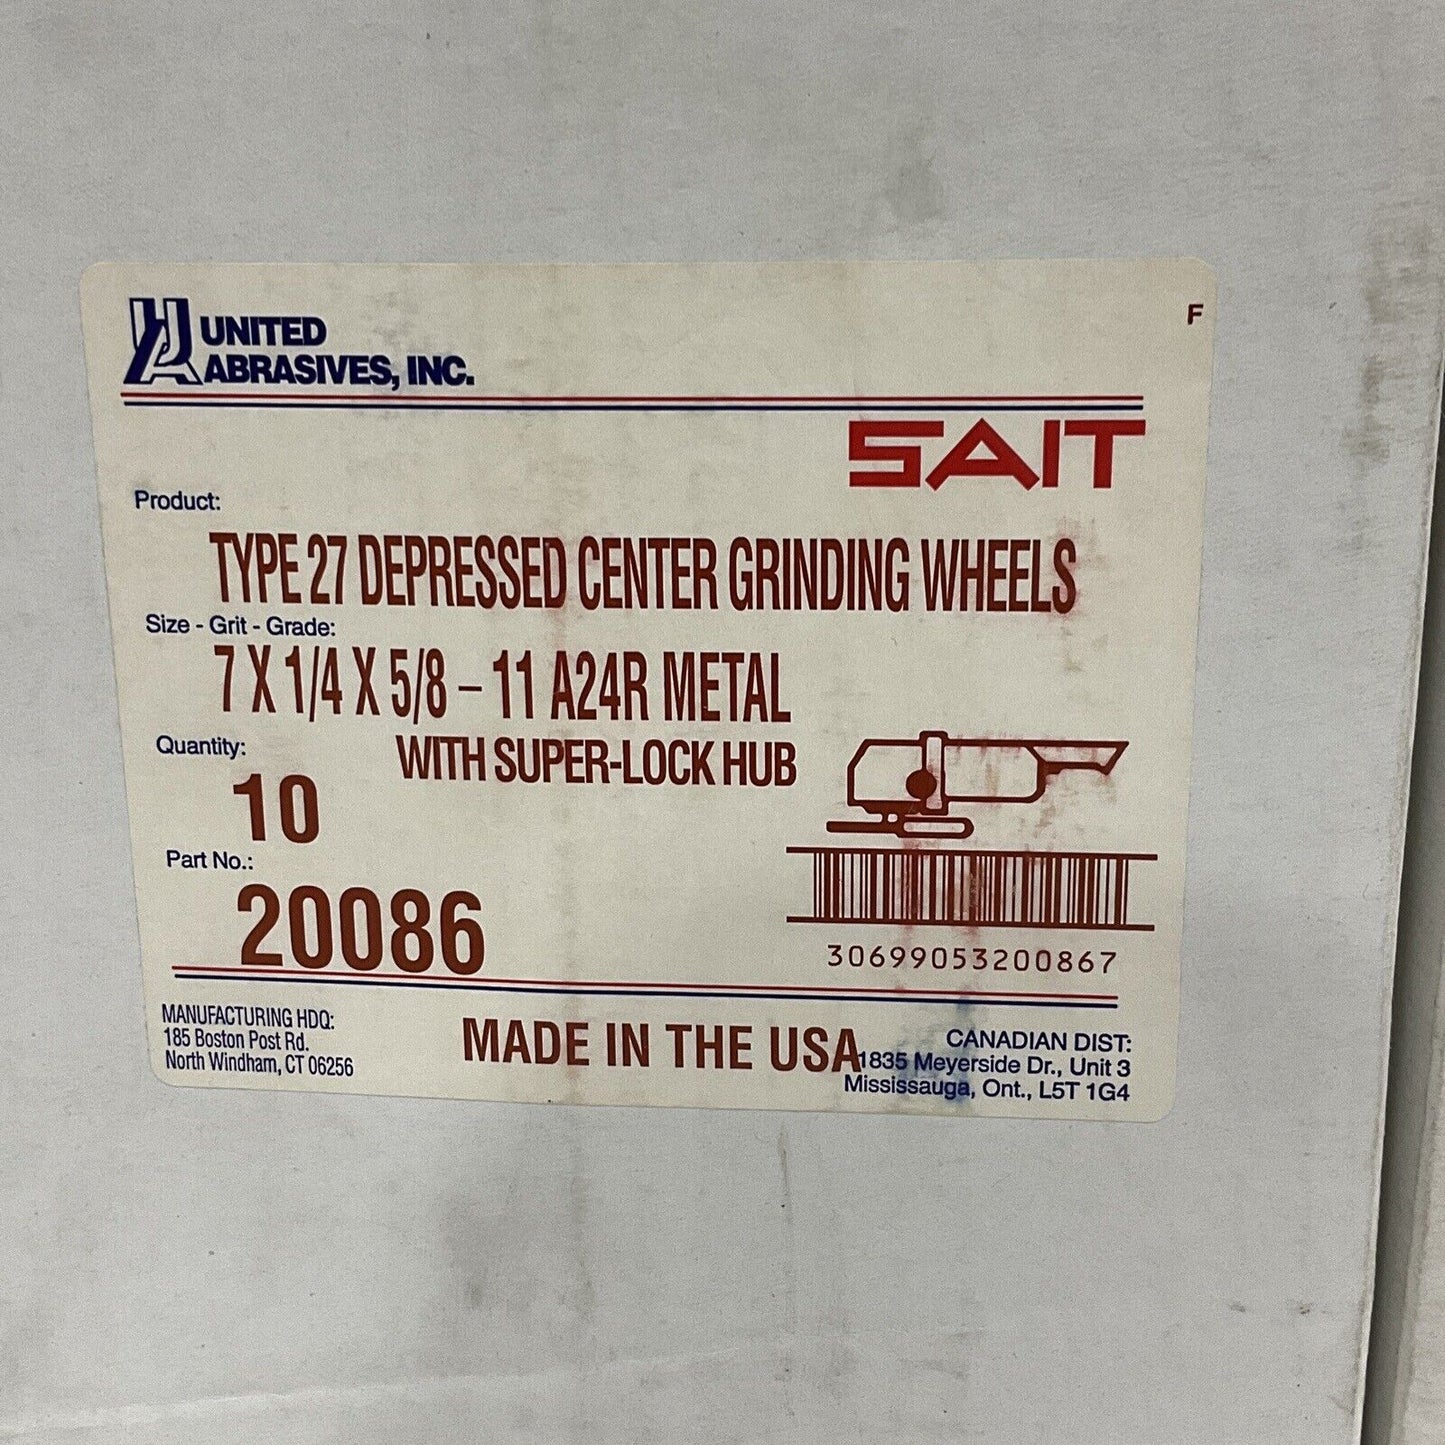 UNITED
ABRASIVES, INC.
F
SAIT
Product:
TYPE 27 DEPRESSED CENTER GRINDING WHEELS
Size - Grit - Grade:
7 X 1/4 X 5/8 – 11 A24R METAL
WITH SUPER-LOCK HUB
Quantity:
10
Part No.:
20086
30699053200867
MANUFACTURING HDQ:
185 Boston Post Rd.
North Windham, CT 06256
MADE IN THE USA
CANADIAN DIST:
1835 Meyerside Dr., Unit 3
Mississauga, Ont., L5T 1G4